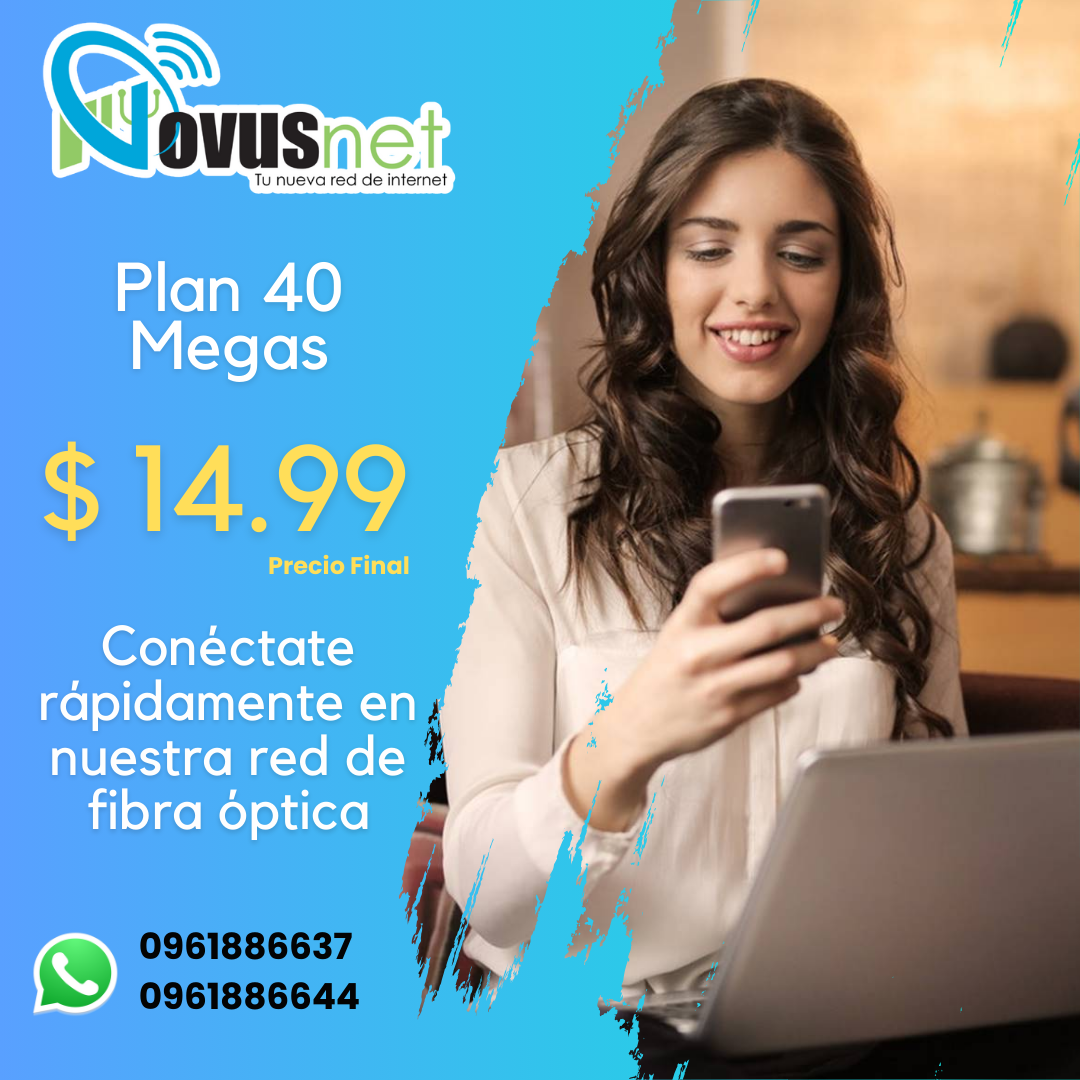 Novusnet
Tu nueva red de internet
Plan 40
Megas
$ 14.99
Precio Final
Conéctate
rápidamente en
nuestra red de
fibra óptica
0961886637
0961886644